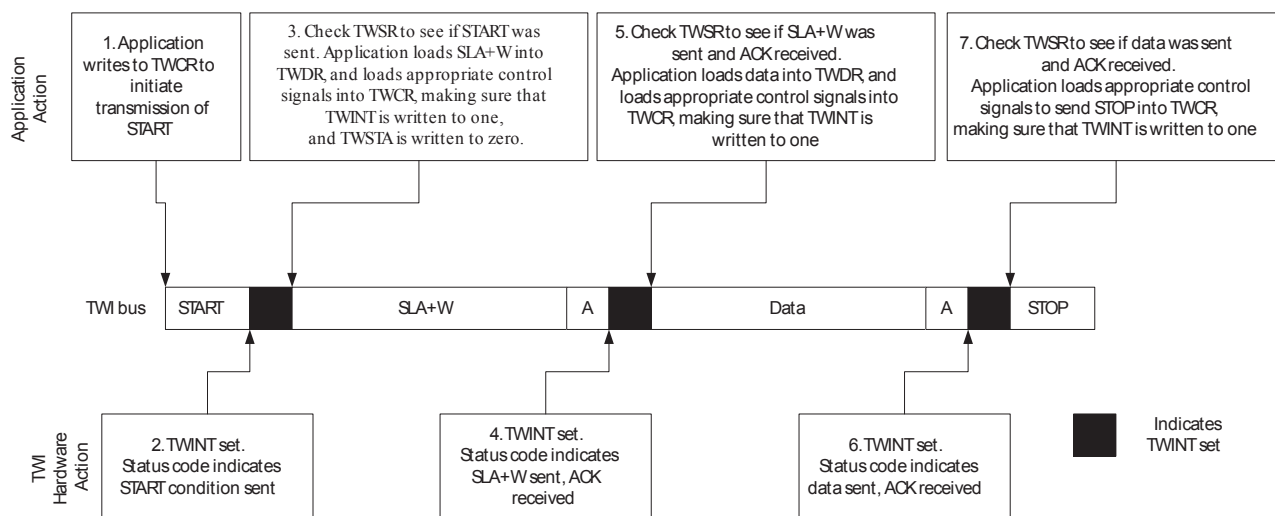 Application
Action
1. Application
writes to TWCR to
initiate
transmission of
START
3. Check TWSR to see if START was
sent. Application loads SLA+W into
TWDR, and loads appropriate control
signals into TWCR, making sure that
TWINT is written to one,
and TWSTA is written to zero.
5. Check TWSR to see if SLA+W was
sent and ACK received.
Application loads data into TWDR, and
loads appropriate control signals into
TWCR, making sure that TWINT is
written to one
7. Check TWSR to see if data was sent
and ACK received.
Application loads appropriate control
signals to send STOP into TWCR,
making sure that TWINT is written to one
TWI bus
START
SLA+W
A
Data
A
STOP
TWI
Hardware
Action
2. TWINT set.
Status code indicates
START condition sent
4. TWINT set.
Status code indicates
SLA+W sent, ACK
received
6. TWINT set.
Status code indicates
data sent, ACK received
Indicates
TWINT set